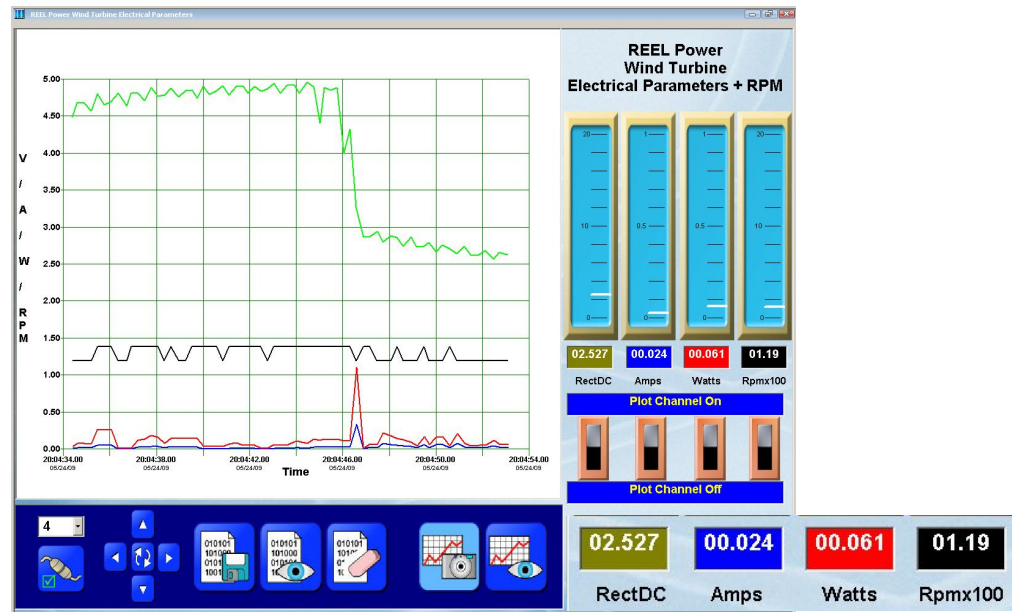 REEL Power Wind Turbine Electrical Parameters
REEL Power
Wind Turbine
Electrical Parameters + RPM
5.00
4.50
4.00
3.50
3.00
2.50
2.00
1.50
1.00
0.50
0.00
V / A / W / RPM
20:04:34.00 20:04:38.00 20:04:42.00 20:04:46.00 20:04:50.00 20:04:54.00
05/24/09 05/24/09 05/24/09 05/24/09 05/24/09 05/24/09
Time
20 1 1 20
10 0.5 0.5 10
0 0 0 0
02.527 00.024 00.061 01.19
RectDC Amps Watts Rpmx100
Plot Channel On
Plot Channel Off
4
010101
101000
010101
101000
010101
02.527 00.024 00.061 01.19
RectDC Amps Watts Rpmx100